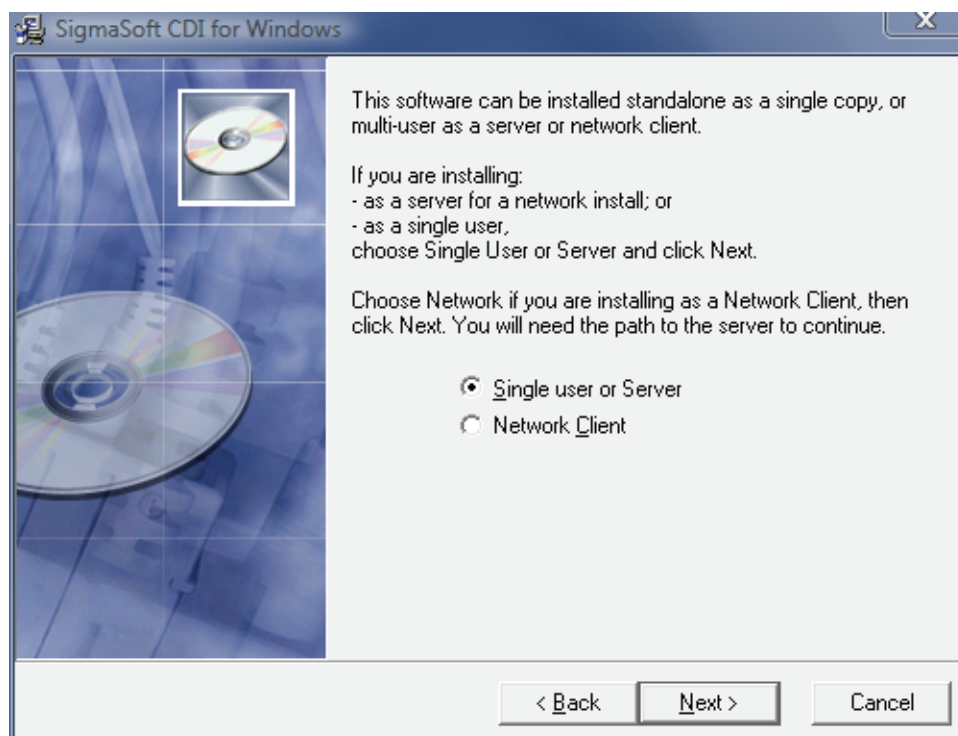 SigmaSoft CDI for Windows
This software can be installed standalone as a single copy, or
multi-user as a server or network client.
If you are installing:
- as a server for a network install; or
- as a single user,
choose Single User or Server and click Next.
Choose Network if you are installing as a Network Client, then
click Next. You will need the path to the server to continue.
Single user or Server
Network Client
< Back Next > Cancel